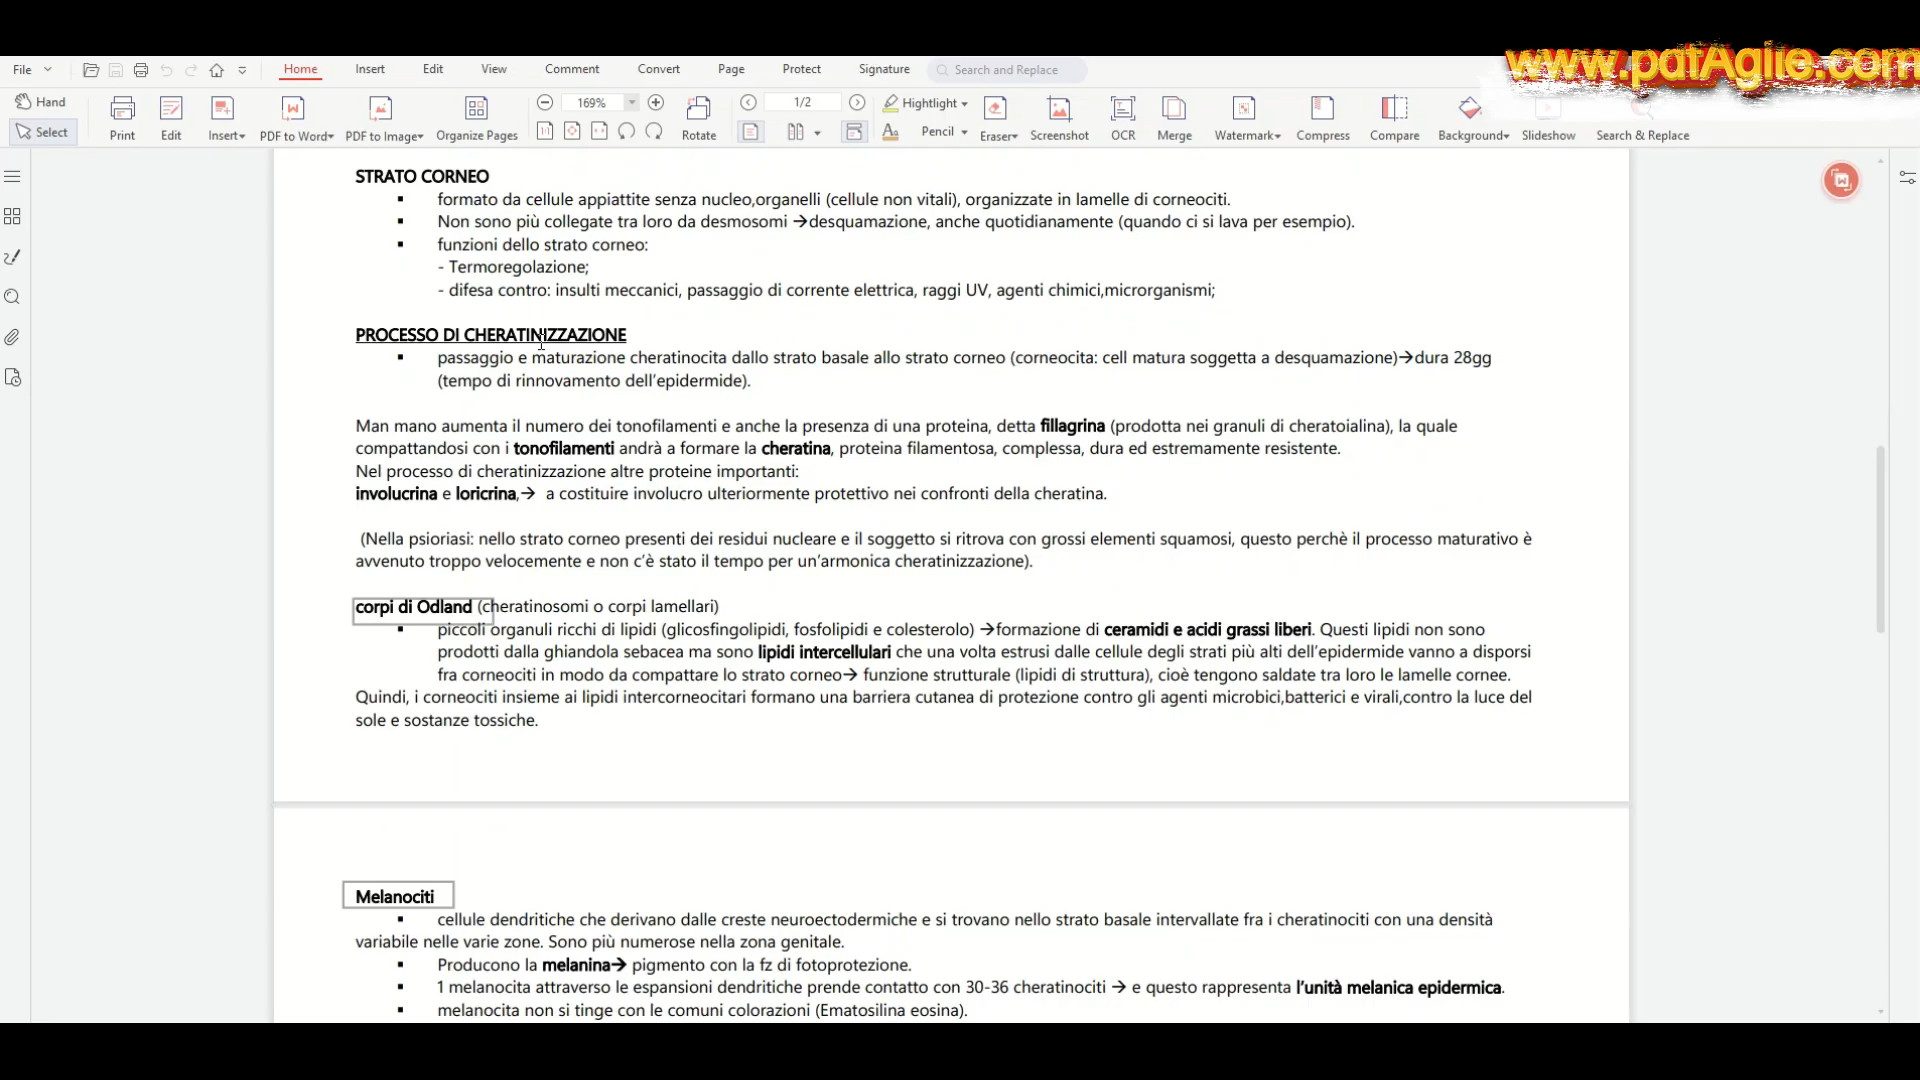 www.pdfAgile.com
File
Home
Insert
Edit
View
Comment
Convert
Page
Protect
Signature
Search and Replace
Hand
Select
Print
Edit
Insert
PDF to Word
PDF to Image
Organize Pages
169%
Rotate
1/2
Hightlight
Pencil
Eraser
Screenshot
OCR
Merge
Watermark
Compress
Compare
Background
Slideshow
Search & Replace
STRATO CORNEO
▪ formato da cellule appiattite senza nucleo,organelli (cellule non vitali), organizzate in lamelle di corneociti.
▪ Non sono più collegate tra loro da desmosomi →desquamazione, anche quotidianamente (quando ci si lava per esempio).
▪ funzioni dello strato corneo:
- Termoregolazione;
- difesa contro: insulti meccanici, passaggio di corrente elettrica, raggi UV, agenti chimici,microrganismi;
PROCESSO DI CHERATINIZZAZIONE
▪ passaggio e maturazione cheratinocita dallo strato basale allo strato corneo (corneocita: cell matura soggetta a desquamazione)→dura 28gg
(tempo di rinnovamento dell’epidermide).
Man mano aumenta il numero dei tonofilamenti e anche la presenza di una proteina, detta fillagrina (prodotta nei granuli di cheratoialina), la quale
compattandosi con i tonofilamenti andrà a formare la cheratina, proteina filamentosa, complessa, dura ed estremamente resistente.
Nel processo di cheratinizzazione altre proteine importanti:
involucrina e loricrina,→ a costituire involucro ulteriormente protettivo nei confronti della cheratina.
(Nella psioriasi: nello strato corneo presenti dei residui nucleare e il soggetto si ritrova con grossi elementi squamosi, questo perchè il processo maturativo è
avvenuto troppo velocemente e non c’è stato il tempo per un’armonica cheratinizzazione).
corpi di Odland (cheratinosomi o corpi lamellari)
▪ piccoli organuli ricchi di lipidi (glicosfingolipidi, fosfolipidi e colesterolo) →formazione di ceramidi e acidi grassi liberi. Questi lipidi non sono
prodotti dalla ghiandola sebacea ma sono lipidi intercellulari che una volta estrusi dalle cellule degli strati più alti dell’epidermide vanno a disporsi
fra corneociti in modo da compattare lo strato corneo→ funzione strutturale (lipidi di struttura), cioè tengono saldate tra loro le lamelle cornee.
Quindi, i corneociti insieme ai lipidi intercorneocitari formano una barriera cutanea di protezione contro gli agenti microbici,batterici e virali,contro la luce del
sole e sostanze tossiche.
Melanociti
▪ cellule dendritiche che derivano dalle creste neuroectodermiche e si trovano nello strato basale intervallate fra i cheratinociti con una densità
variabile nelle varie zone. Sono più numerose nella zona genitale.
▪ Producono la melanina→ pigmento con la fz di fotoprotezione.
▪ 1 melanocita attraverso le espansioni dendritiche prende contatto con 30-36 cheratinociti → e questo rappresenta l’unità melanica epidermica.
▪ melanocita non si tinge con le comuni colorazioni (Ematosilina eosina).